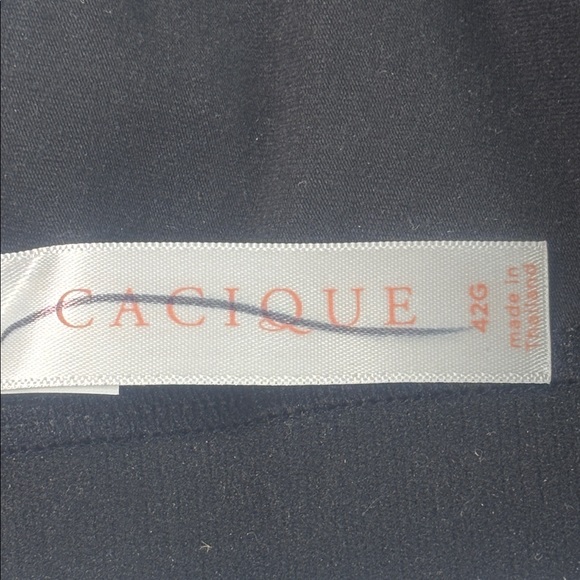 CACIQUE
42G
made in
Thailand